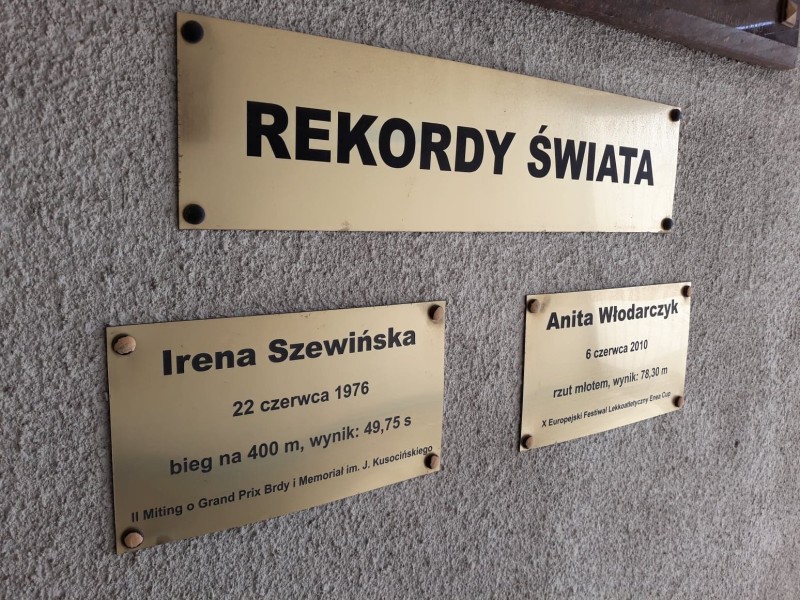 REKORDY ŚWIATA
Irena Szewińska
22 czerwca 1976
bieg na 400 m, wynik: 49,75 s
II Miting o Grand Prix Brdy i Memoriał im. J. Kusocińskiego
Anita Włodarczyk
6 czerwca 2010
rzut młotem, wynik: 78,30 m
X Europejski Festiwal Lekkoatletyczny Enea Cup